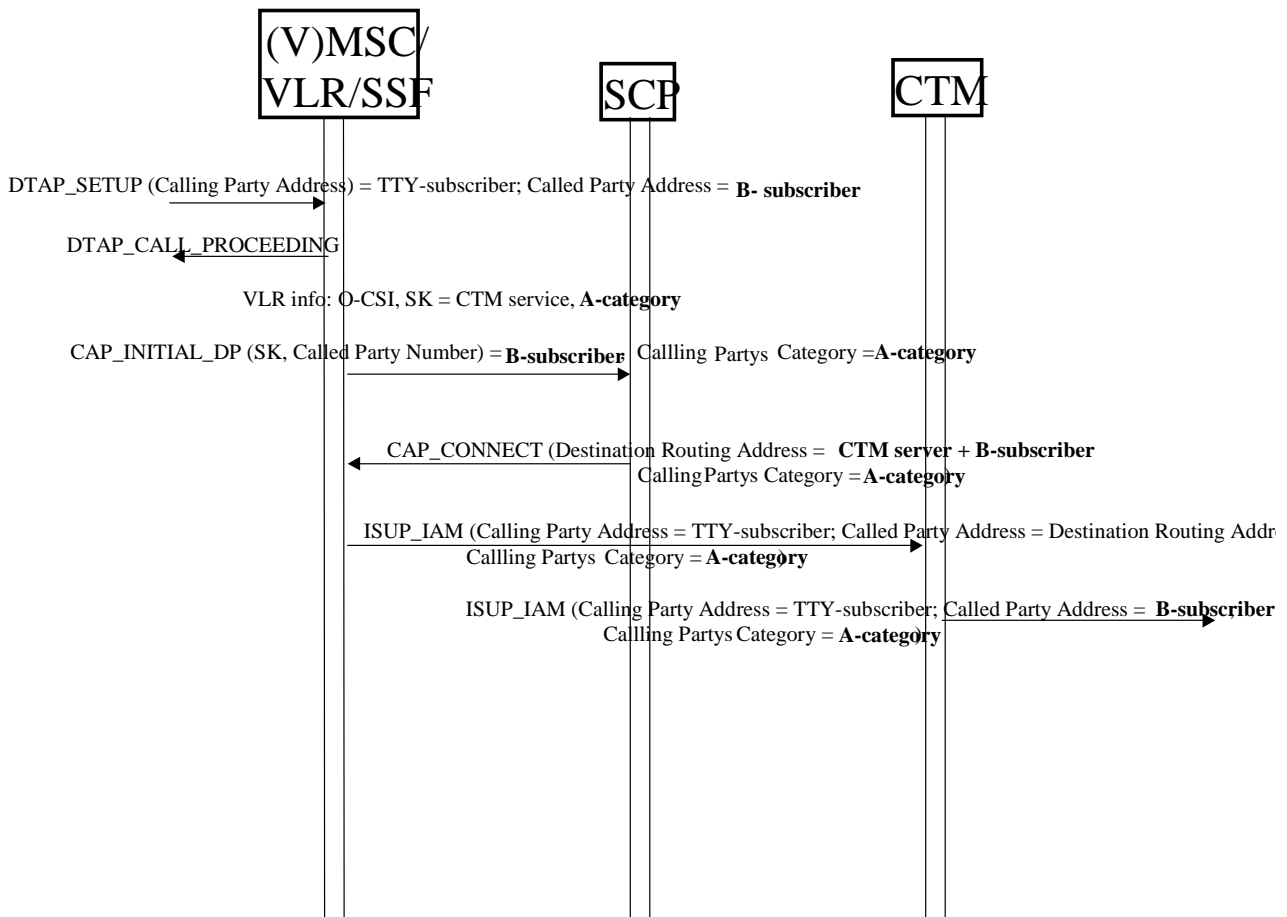 (V)MSC/
VLR/SSF
SCP
CTM
DTAP_SETUP (Calling Party Address) = TTY-subscriber; Called Party Address = B- subscriber
DTAP_CALL_PROCEEDING
VLR info: O-CSI, SK = CTM service, A-category
CAP_INITIAL_DP (SK, Called Party Number) = B-subscriber, Callling Partys Category =A-category
CAP_CONNECT (Destination Routing Address = CTM server + B-subscriber
Calling Partys Category =A-category)
ISUP_IAM (Calling Party Address = TTY-subscriber; Called Party Address = Destination Routing Addre
Callling Partys Category = A-category)
ISUP_IAM (Calling Party Address = TTY-subscriber; Called Party Address = B-subscriber;
Callling Partys Category = A-category)